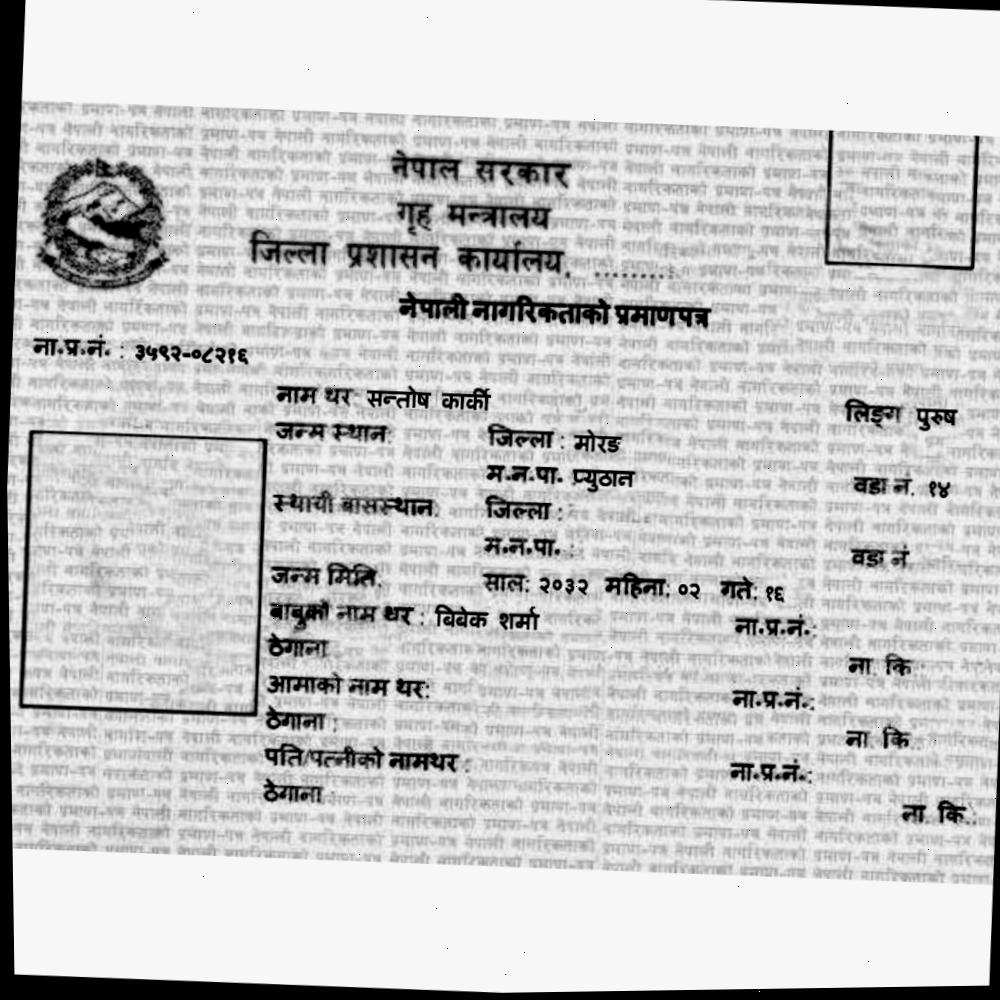 नेपाल सरकार
गृह मन्त्रालय
जिल्ला प्रशासन कार्यालय, .........
नेपाली नागरिकताको प्रमाणपत्र
ना.प्र.नं. : ३५९२-०८२१६
नाम थर: सन्तोष कार्की लिङ्ग पुरुष
जन्म स्थान: जिल्ला : मोरङ
म.न.पा. प्युठान वडा नं. १४
स्थायी बासस्थान: जिल्ला :
म.न.पा. : वडा नं.
जन्म मिति: साल: २०३२ महिना: ०२ गते: १६
बाबुको नाम थर : बिबेक शर्मा ना.प्र.नं.:
ठेगाना : ना. कि.:
आमाको नाम थर: ना.प्र.नं.:
ठेगाना : ना. कि.:
पति/पत्नीको नामथर : ना.प्र.नं.:
ठेगाना : ना. कि.: